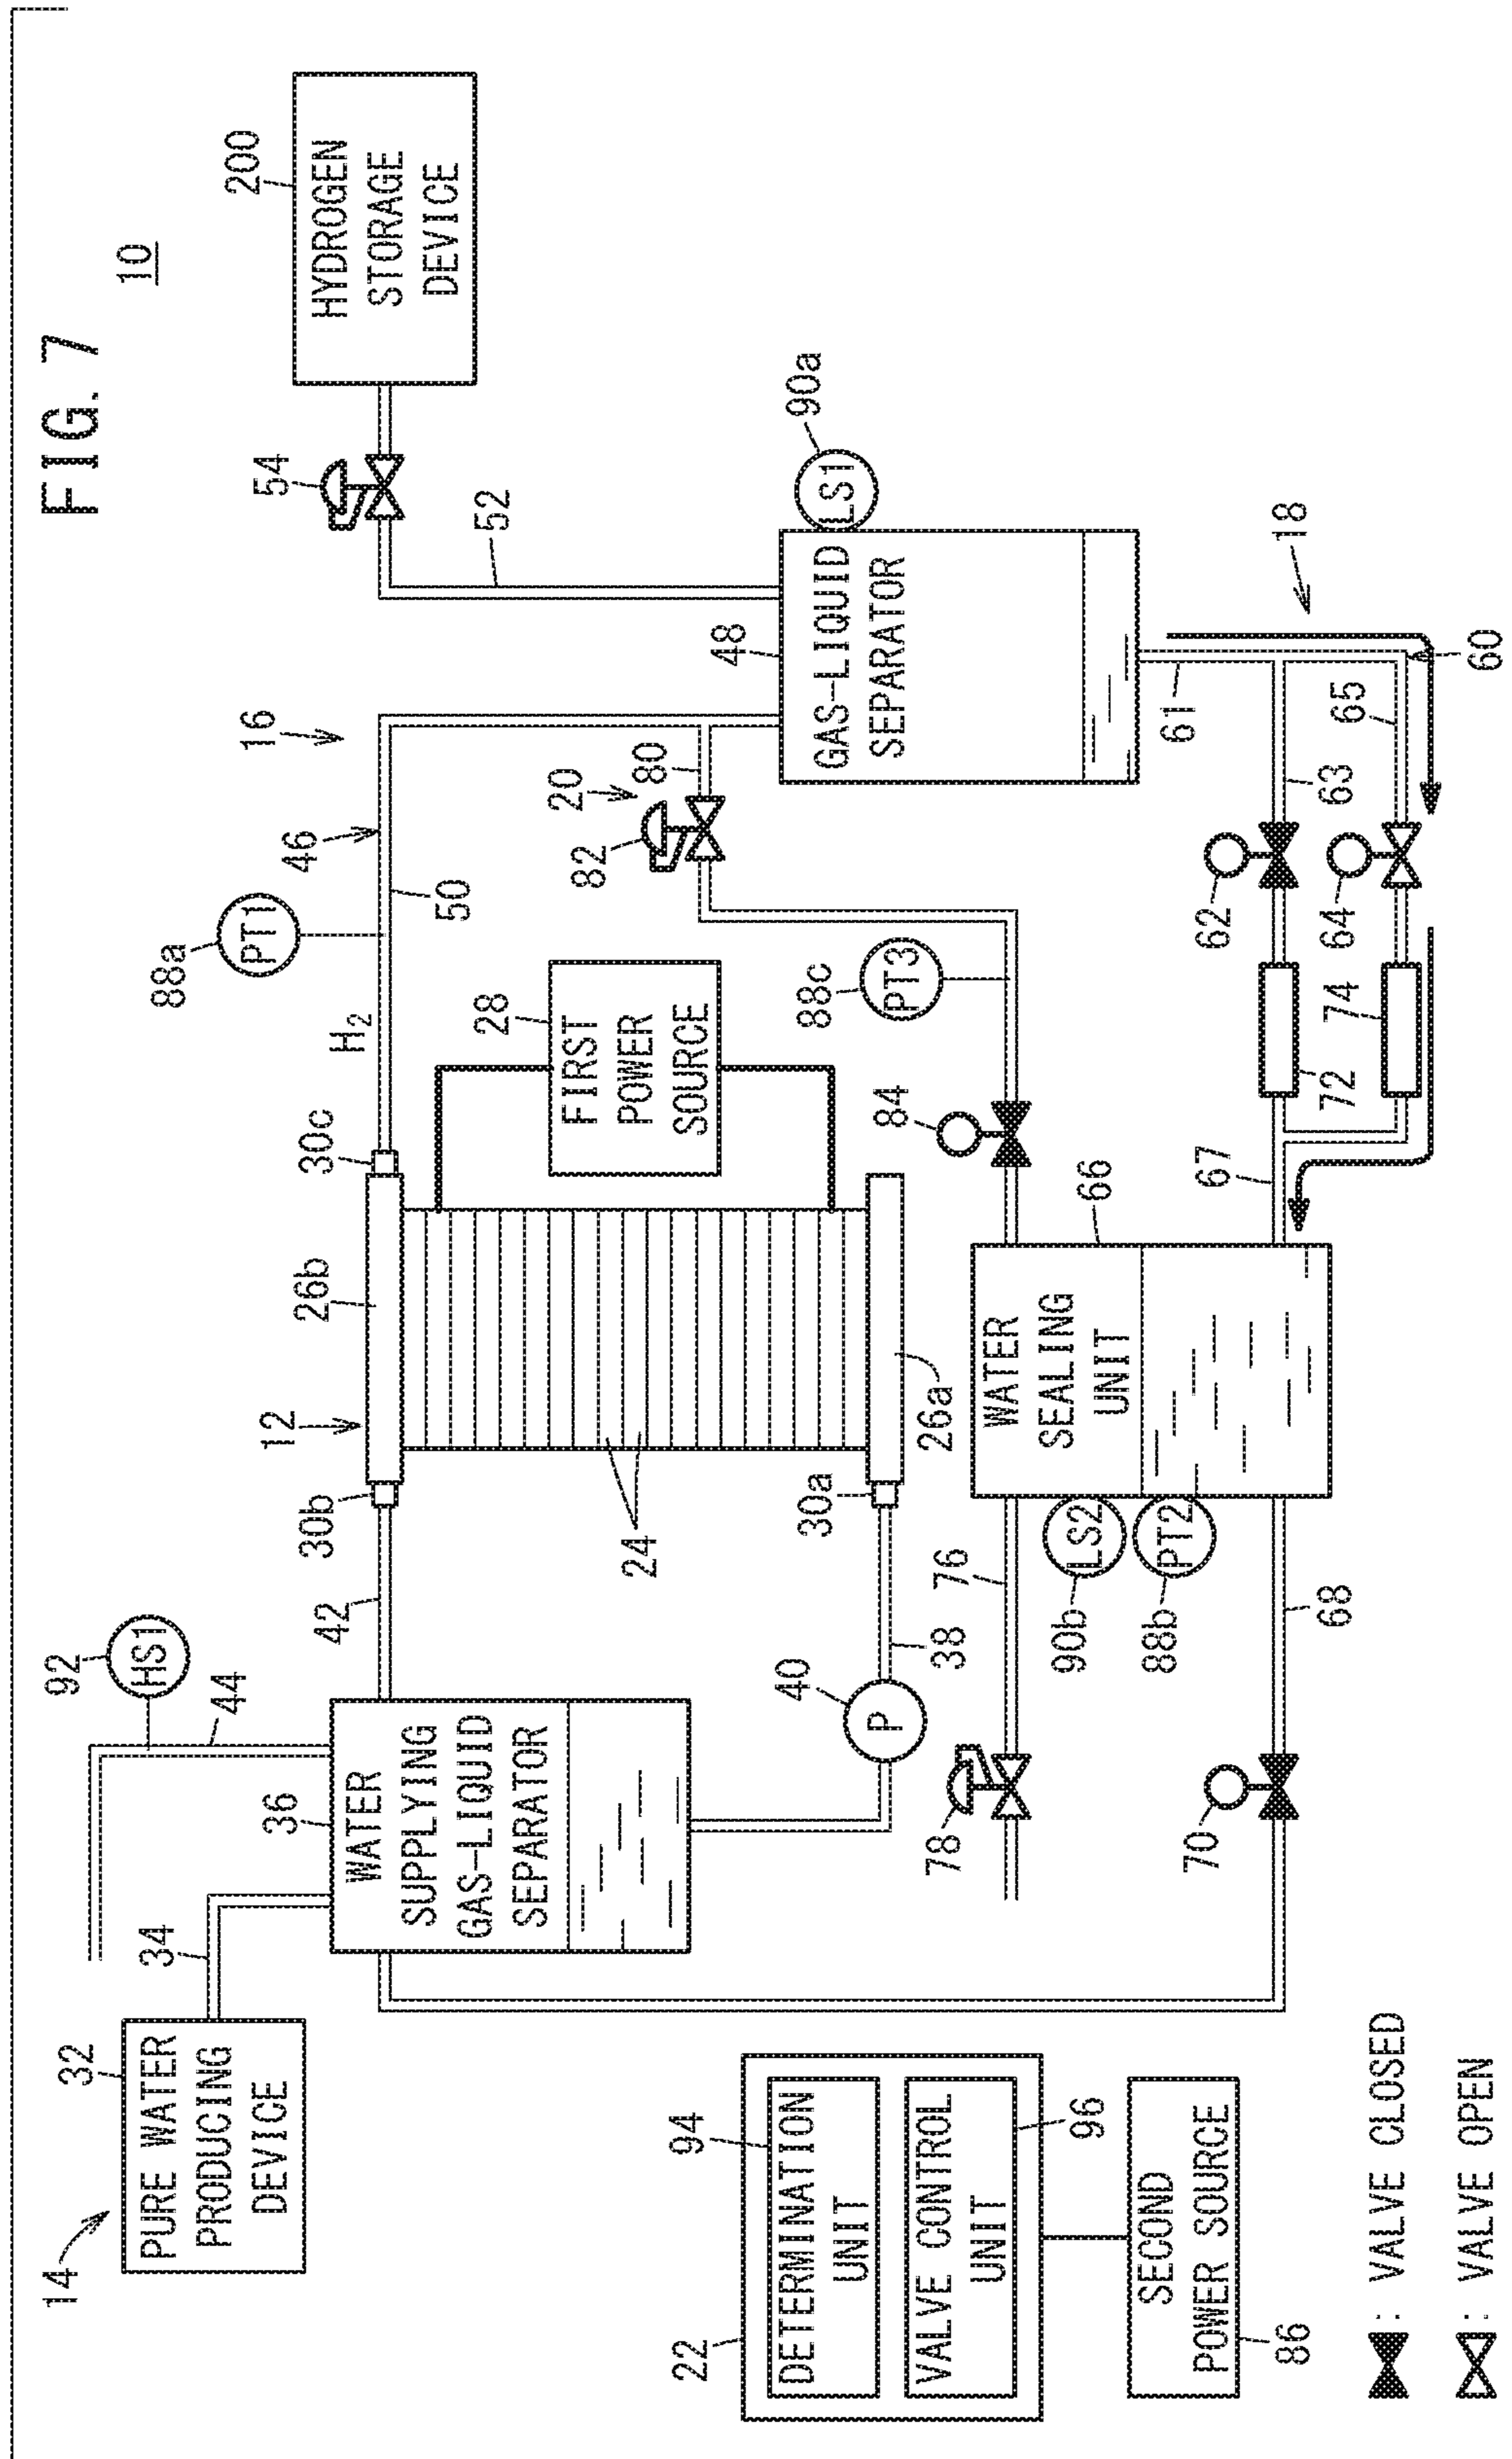 FIG. 7
10
14
32
PURE WATER
PRODUCING
DEVICE
34
44
92
HS1
36
WATER
SUPPLYING
GAS-LIQUID
SEPARATOR
42
30b
12
26b
30c
H2
88a
PT1
46
50
16
54
52
200
HYDROGEN
STORAGE
DEVICE
24
28
FIRST
POWER
SOURCE
20
82
80
48
GAS-LIQUID
SEPARATOR
90a
LS1
40
P
38
30a
26a
88c
PT3
84
78
76
90b
LS2
88b
PT2
WATER
SEALING
UNIT
66
70
68
67
72
74
62
64
63
65
61
60
18
22
DETERMINATION
UNIT
94
VALVE CONTROL
UNIT
96
SECOND
POWER SOURCE
86
: VALVE CLOSED
: VALVE OPEN